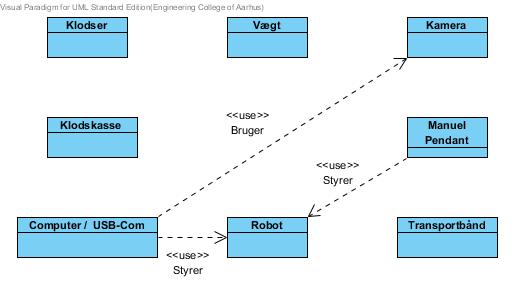 Visual Paradigm for UML Standard Edition(Engineering College of Aarhus)
Klodser
Vægt
Kamera
<<use>>
Bruger
Klodskasse
Manuel
Pendant
<<use>>
Styrer
Computer / USB-Com
Robot
Transportbånd
<<use>>
Styrer